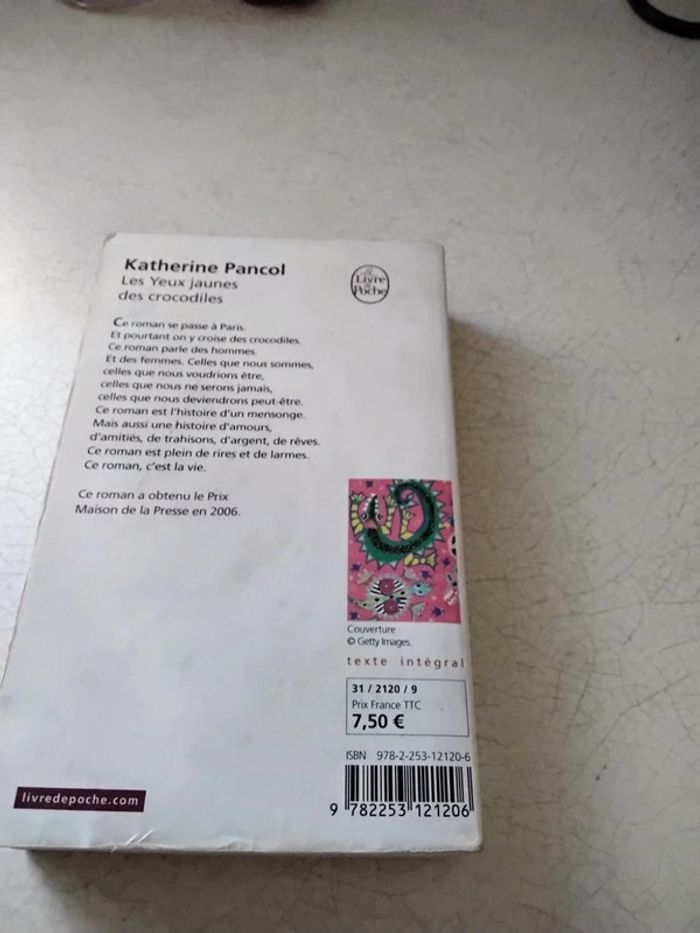 Katherine Pancol
Les Yeux jaunes
des crocodiles
Le
Livre
de
Poche
Ce roman se passe à Paris.
Et pourtant on y croise des crocodiles.
Ce roman parle des hommes.
Et des femmes. Celles que nous sommes,
celles que nous voudrions être,
celles que nous ne serons jamais,
celles que nous deviendrons peut-être.
Ce roman est l'histoire d'un mensonge.
Mais aussi une histoire d'amours,
d'amitiés, de trahisons, d'argent, de rêves.
Ce roman est plein de rires et de larmes.
Ce roman, c'est la vie.
Ce roman a obtenu le Prix
Maison de la Presse en 2006.
Couverture :
© Getty Images.
texte intégral
31 / 2120 / 9
Prix France TTC
7,50 €
ISBN 978-2-253-12120-6
9 782253 121206
livredepoche.com